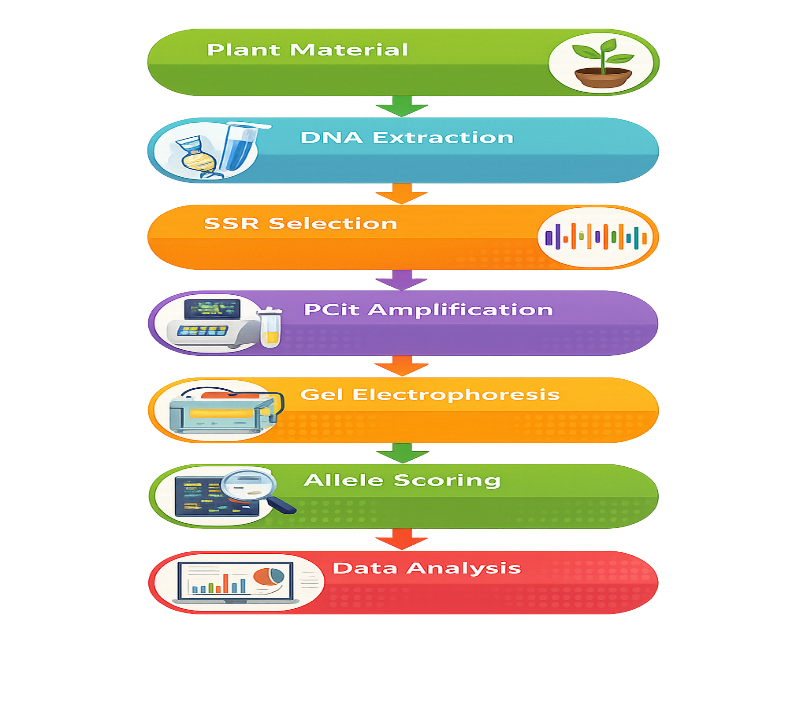 Plant Material
DNA Extraction
SSR Selection
PCit Amplification
Gel Electrophoresis
Allele Scoring
Data Analysis